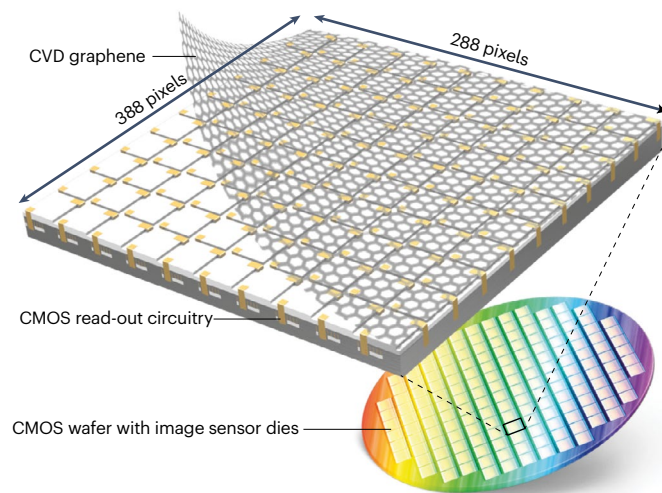 288 pixels
CVD graphene
388 pixels
CMOS read-out circuitry
CMOS wafer with image sensor dies